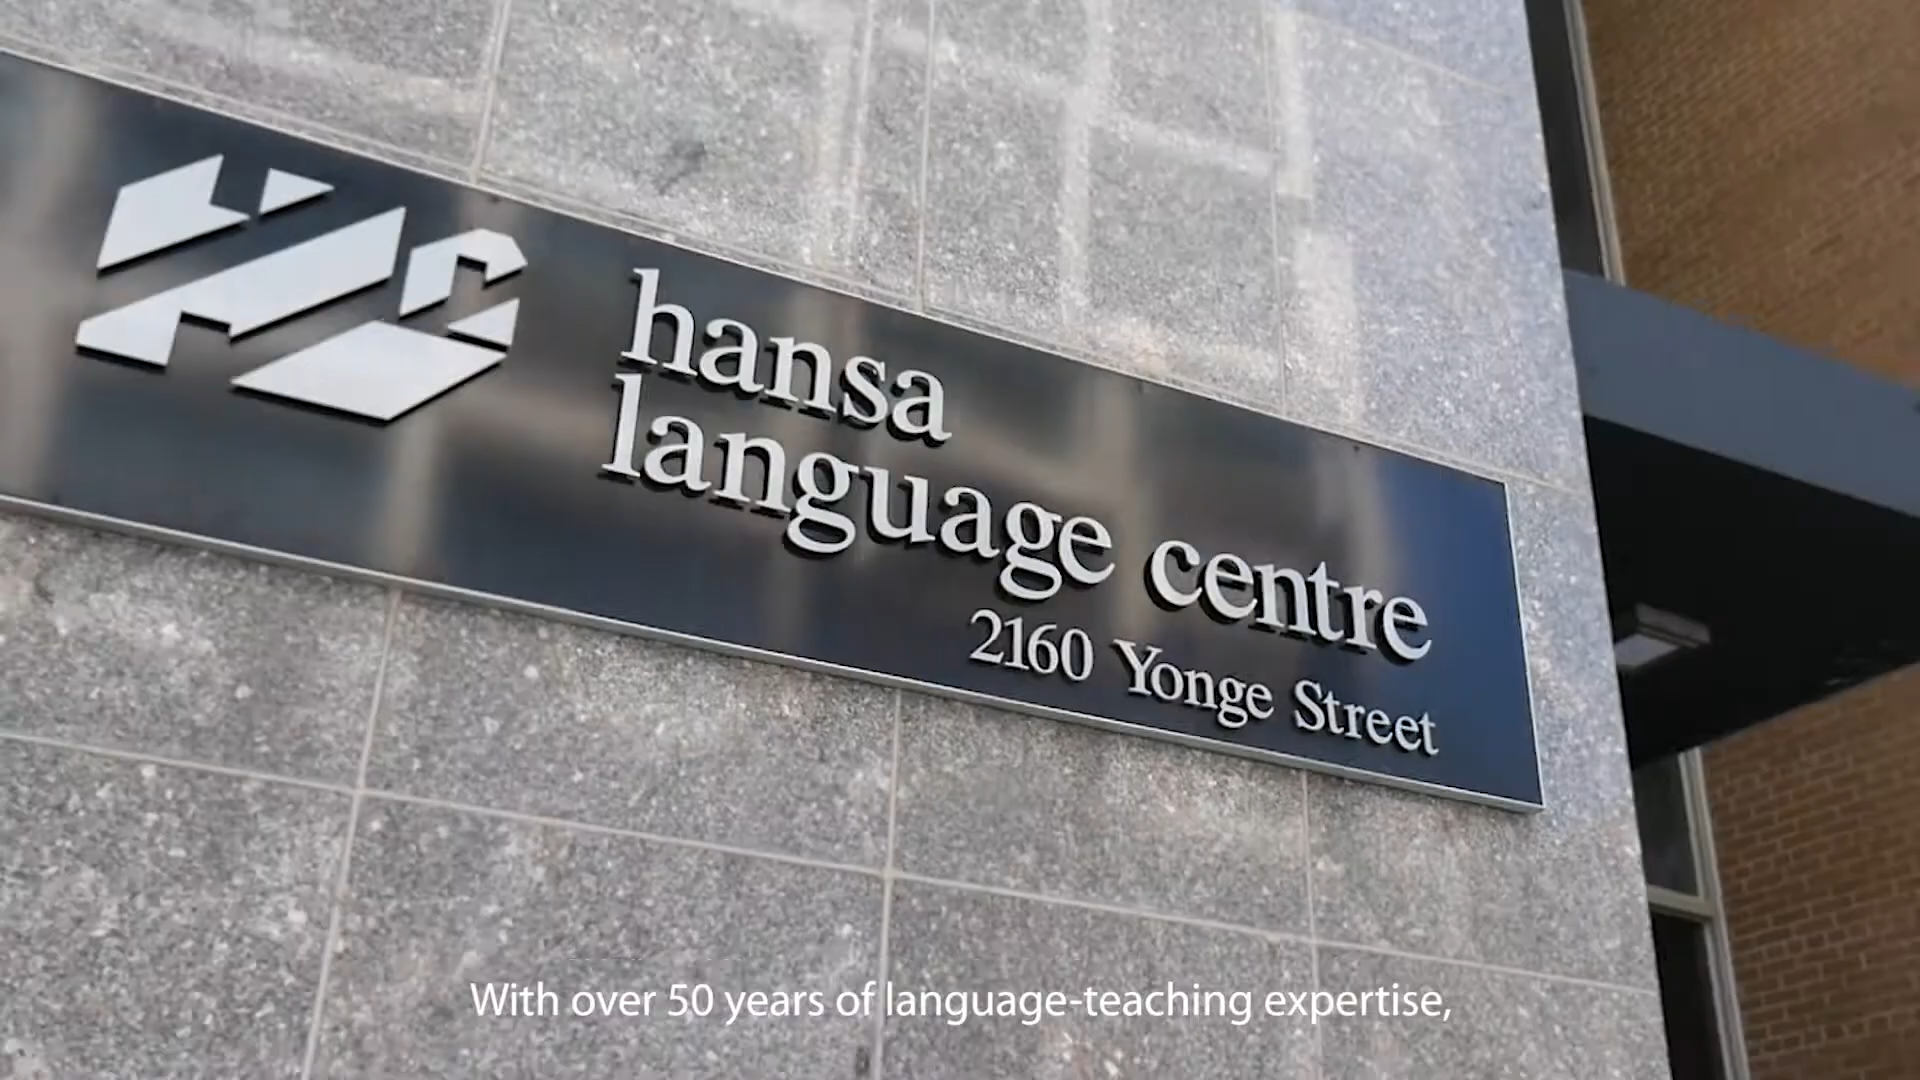 hansa
language centre
2160 Yonge Street
With over 50 years of language-teaching expertise,